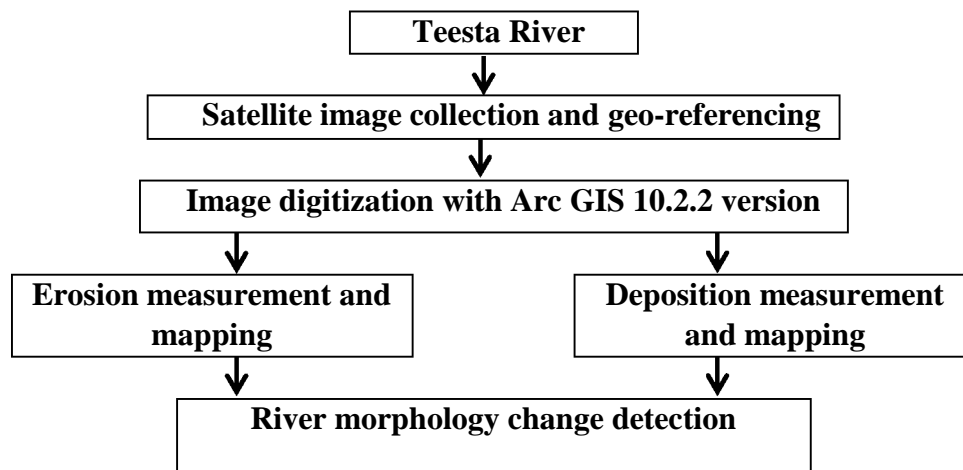 Teesta River
Satellite image collection and geo-referencing
Image digitization with Arc GIS 10.2.2 version
Erosion measurement and
mapping
Deposition measurement
and mapping
River morphology change detection